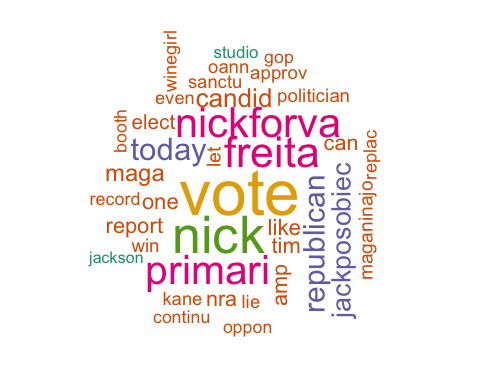 winegirl
studio
gop
oann
approv
sanctu
even
candid
politician
booth
elect
nickforva
can
today
let
freita
replac
maga
vote
republican
jackposobiec
maganinajo
record
one
report
nick
like
win
tim
jackson
primari
amp
kane
nra
lie
continu
oppon